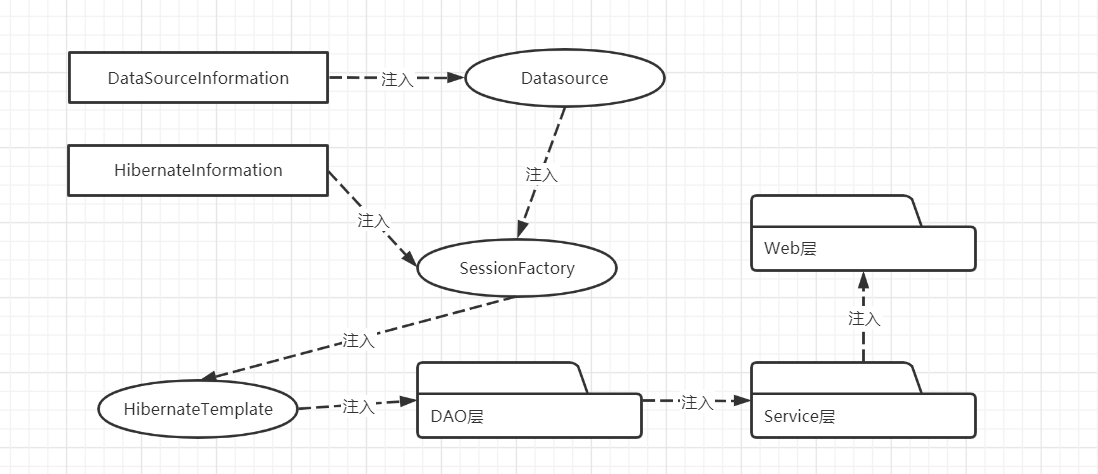 DataSourceInformation
注入
Datasource
HibernateInformation
注入
注入
SessionFactory
Web层
注入
注入
HibernateTemplate
注入
DAO层
注入
Service层